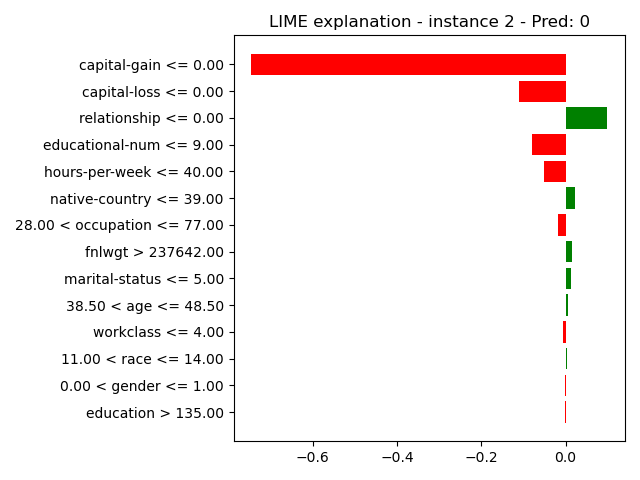 LIME explanation - instance 2 - Pred: 0
capital-gain <= 0.00
capital-loss <= 0.00
relationship <= 0.00
educational-num <= 9.00
hours-per-week <= 40.00
native-country <= 39.00
28.00 < occupation <= 77.00
fnlwgt > 237642.00
marital-status <= 5.00
38.50 < age <= 48.50
workclass <= 4.00
11.00 < race <= 14.00
0.00 < gender <= 1.00
education > 135.00
−0.6 −0.4 −0.2 0.0